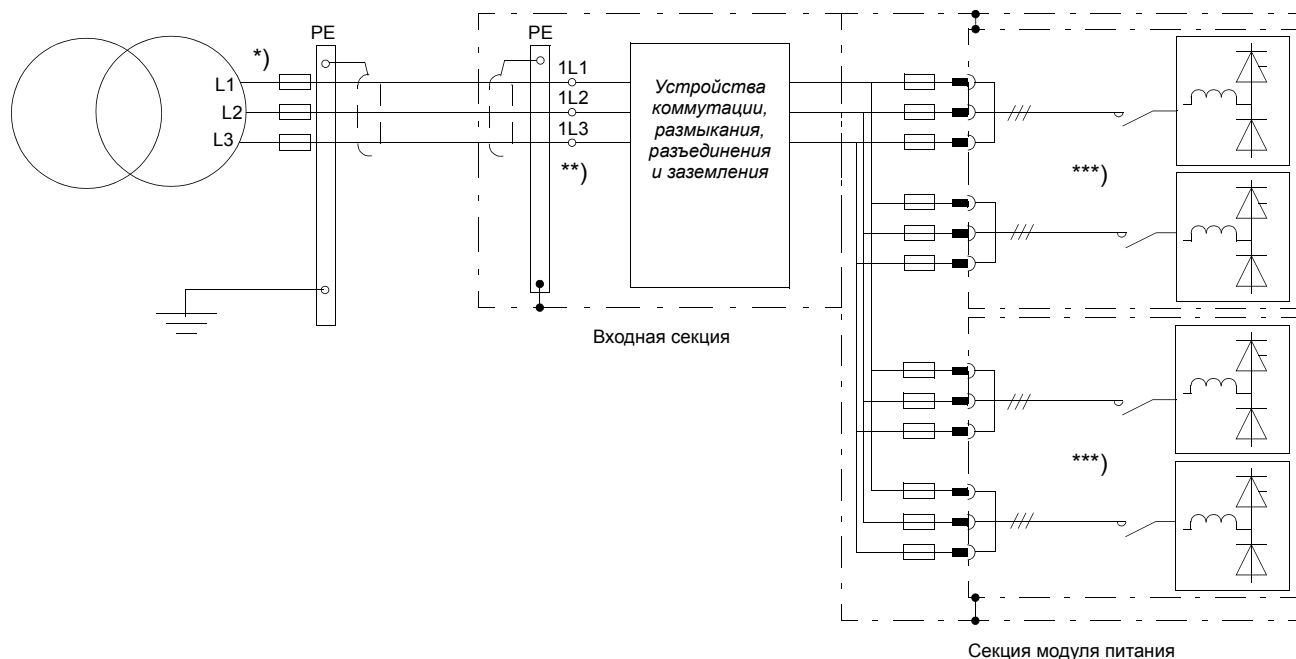 PE
PE
*)
L1
L2
L3
1L1
1L2
1L3
**)
Устройства
коммутации,
размыкания,
разъединения
и заземления
***)
Входная секция
***)
Секция модуля питания